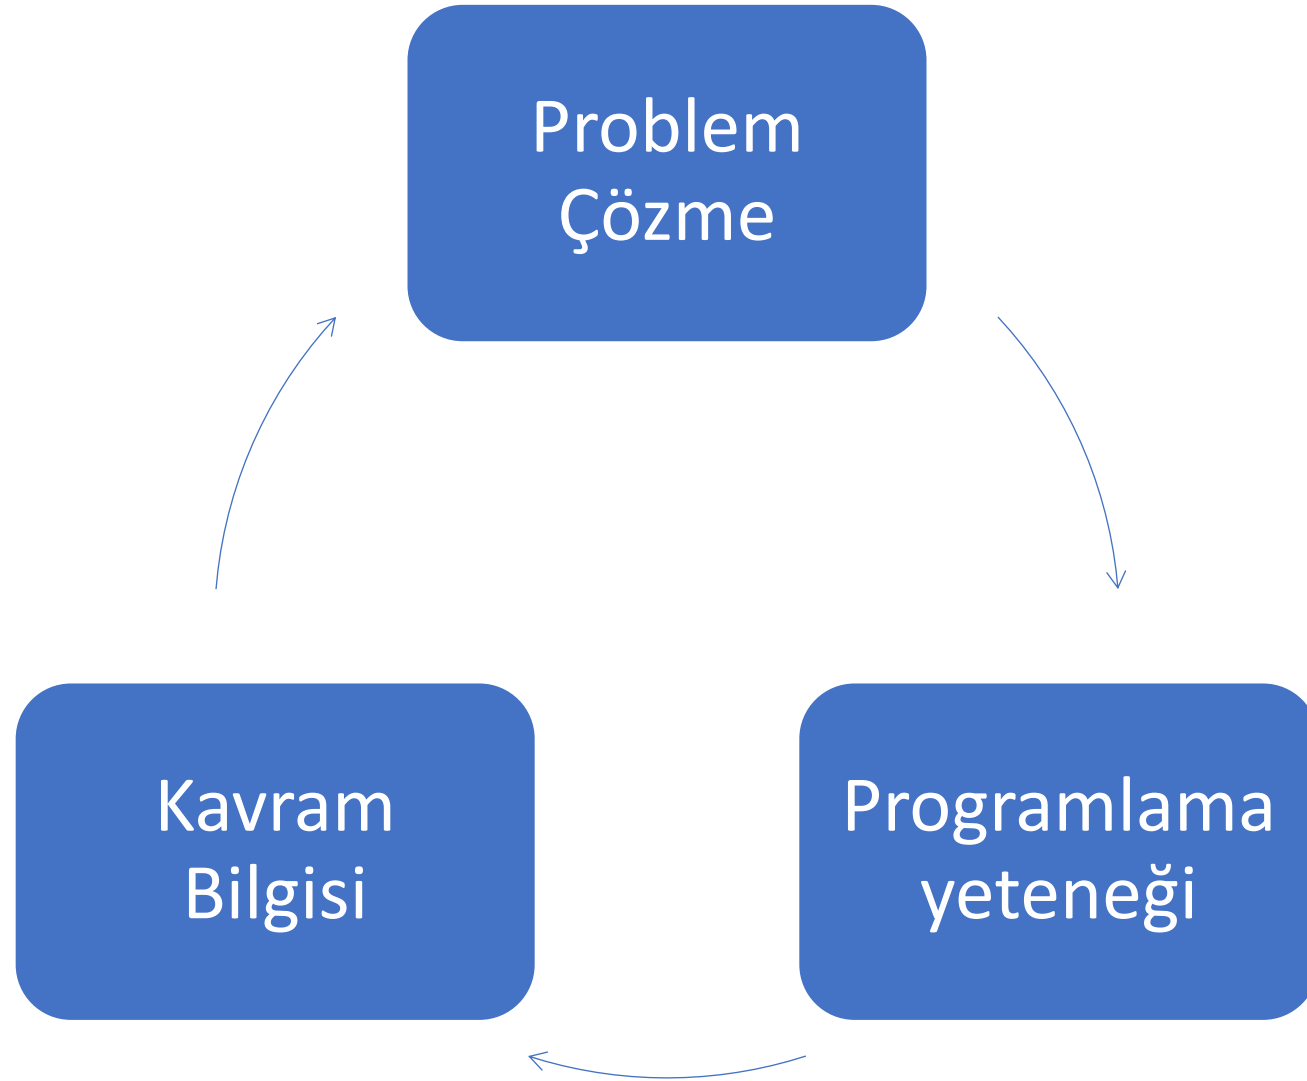 Problem
Çözme
Kavram
Bilgisi
Programlama
yeteneği